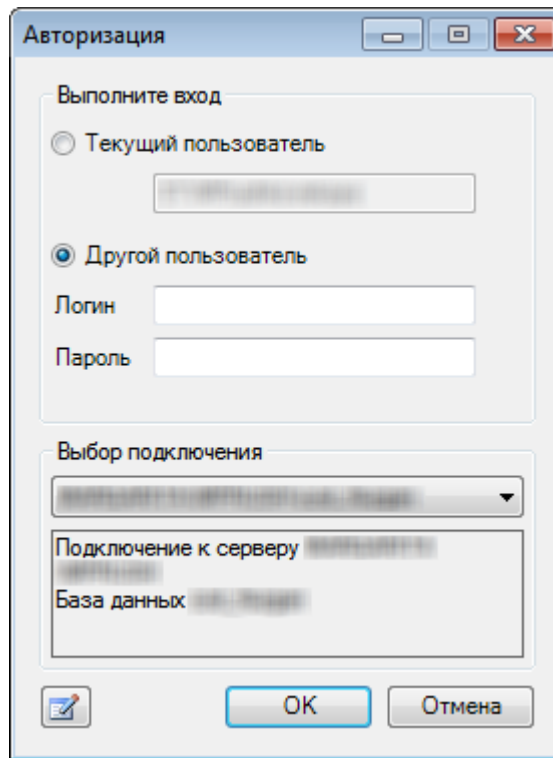 Авторизация
Выполните вход
Текущий пользователь
Другой пользователь
Логин
Пароль
Выбор подключения
Подключение к серверу
База данных
OK
Отмена